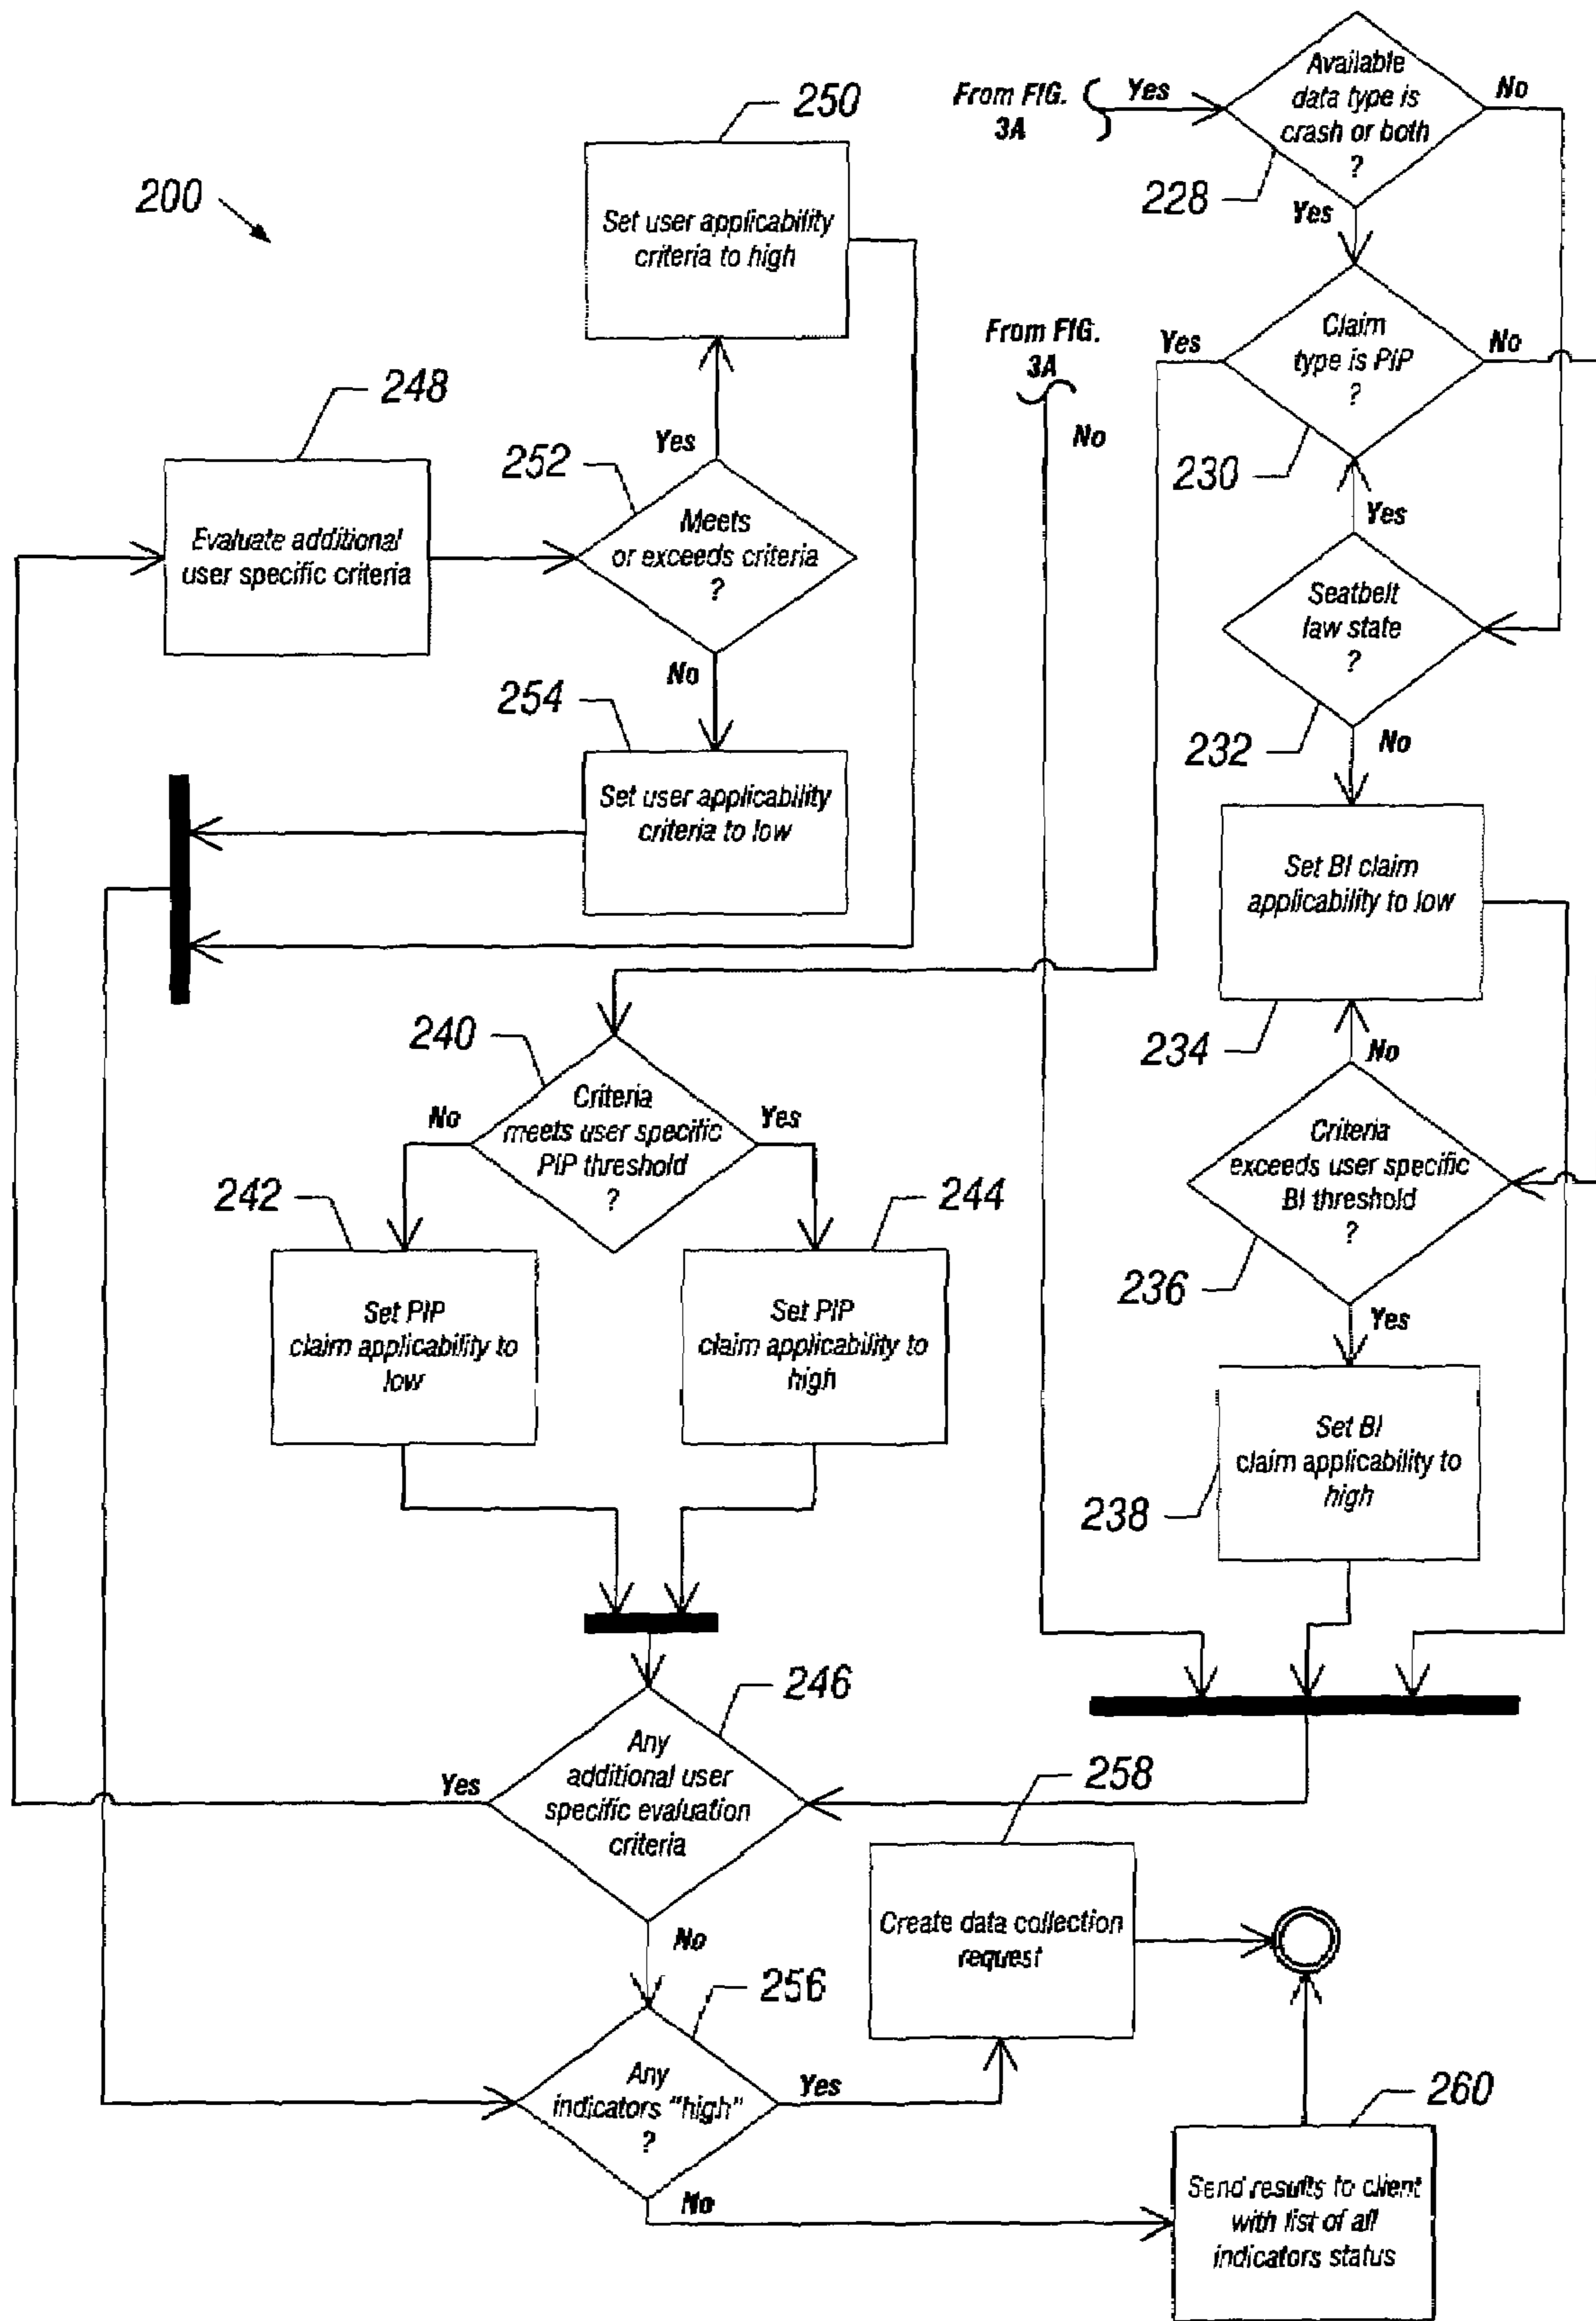 200
250
Set user applicability
criteria to high
248
Evaluate additional
user specific criteria
252
Yes
Meets
or exceeds criteria
?
No
254
Set user applicability
criteria to low
From FIG.
3A
Yes
Available
data type is
crash or both
?
No
228
Yes
From FIG.
3A
No
Yes
Claim
type is PIP
?
No
230
Yes
Seatbelt
law state
?
232
No
Set BI claim
applicability to low
234
No
Criteria
exceeds user specific
BI threshold
?
236
Yes
Set BI
claim applicability to
high
238
240
No
Criteria
meets user specific
PIP threshold
?
Yes
242
Set PIP
claim applicability to
low
244
Set PIP
claim applicability to
high
246
Yes
Any
additional user
specific evaluation
criteria
No
256
Any
indicators "high"
?
Yes
No
258
Create data collection
request
260
Send results to client
with list of all
indicators status